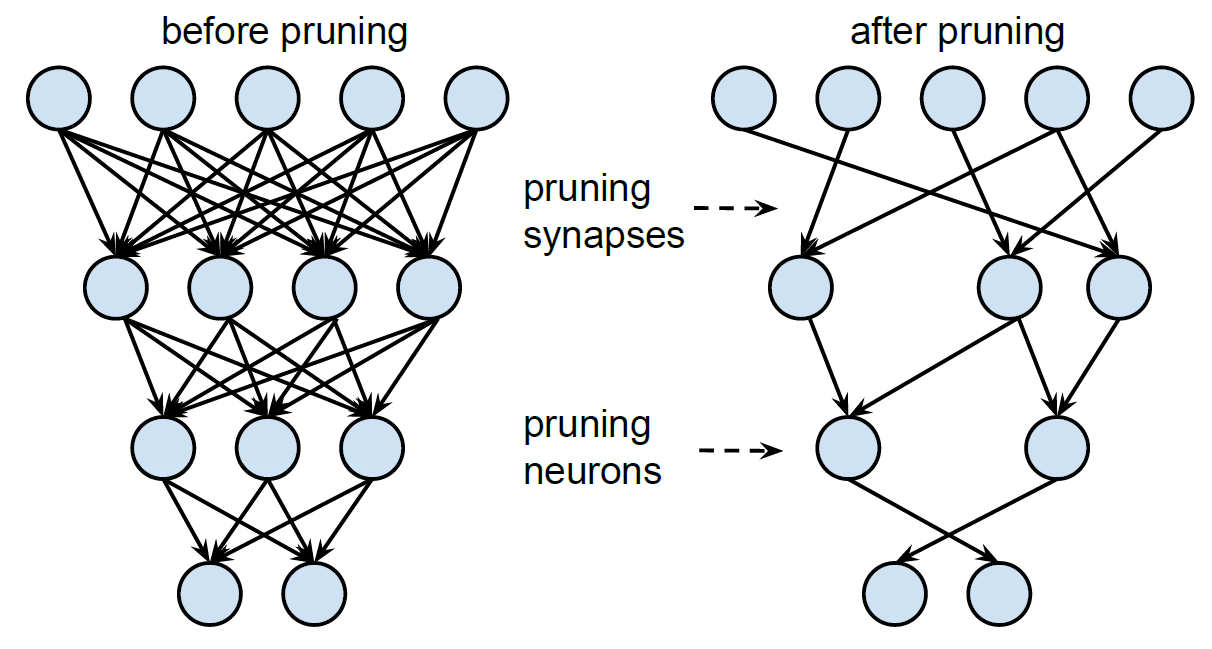 before pruning
after pruning
pruning
synapses
pruning
neurons